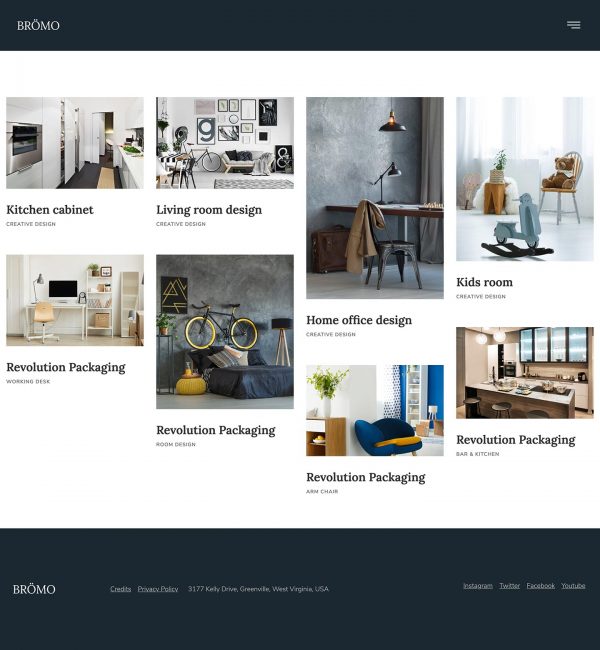 BRÖMO
Kitchen cabinet
CREATIVE DESIGN
Living room design
CREATIVE DESIGN
Home office design
CREATIVE DESIGN
Kids room
CREATIVE DESIGN
Revolution Packaging
WORKING DESK
Revolution Packaging
ROOM DESIGN
Revolution Packaging
ARM CHAIR
Revolution Packaging
BAR & KITCHEN
BRÖMO
Credits Privacy Policy 3177 Kelly Drive, Greenville, West Virginia, USA
Instagram Twitter Facebook Youtube